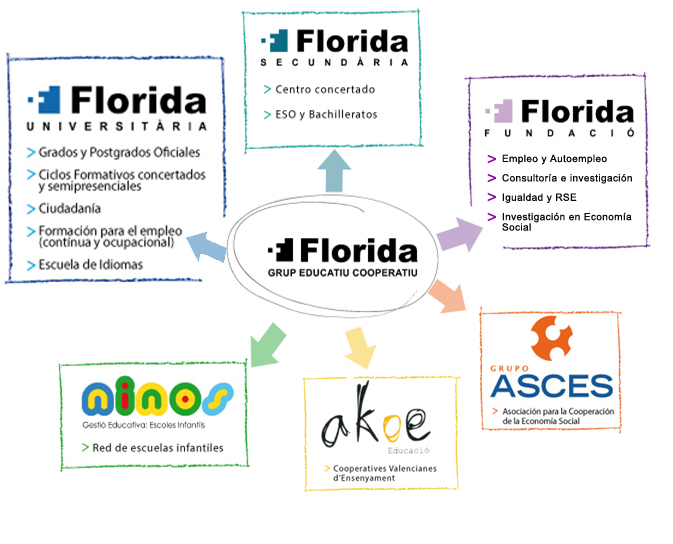 Florida
SECUNDÀRIA
> Centro concertado
> ESO y Bachilleratos
Florida
UNIVERSITÀRIA
> Grados y Postgrados Oficiales
> Ciclos Formativos concertados
y semipresenciales
> Ciudadanía
> Formación para el empleo
(contínua y ocupacional)
> Escuela de Idiomas
Florida
FUNDACIÓ
> Empleo y Autoempleo
> Consultoría e investigación
> Igualdad y RSE
> Investigación en Economía
Social
Florida
GRUP EDUCATIU COOPERATIU
ninos
Gestió Educativa: Escoles Infantils
> Red de escuelas infantiles
akoe
Educació
> Cooperatives Valencianes
d'Ensenyament
GRUPO
ASCES
> Asociación para la Cooperación
de la Economía Social